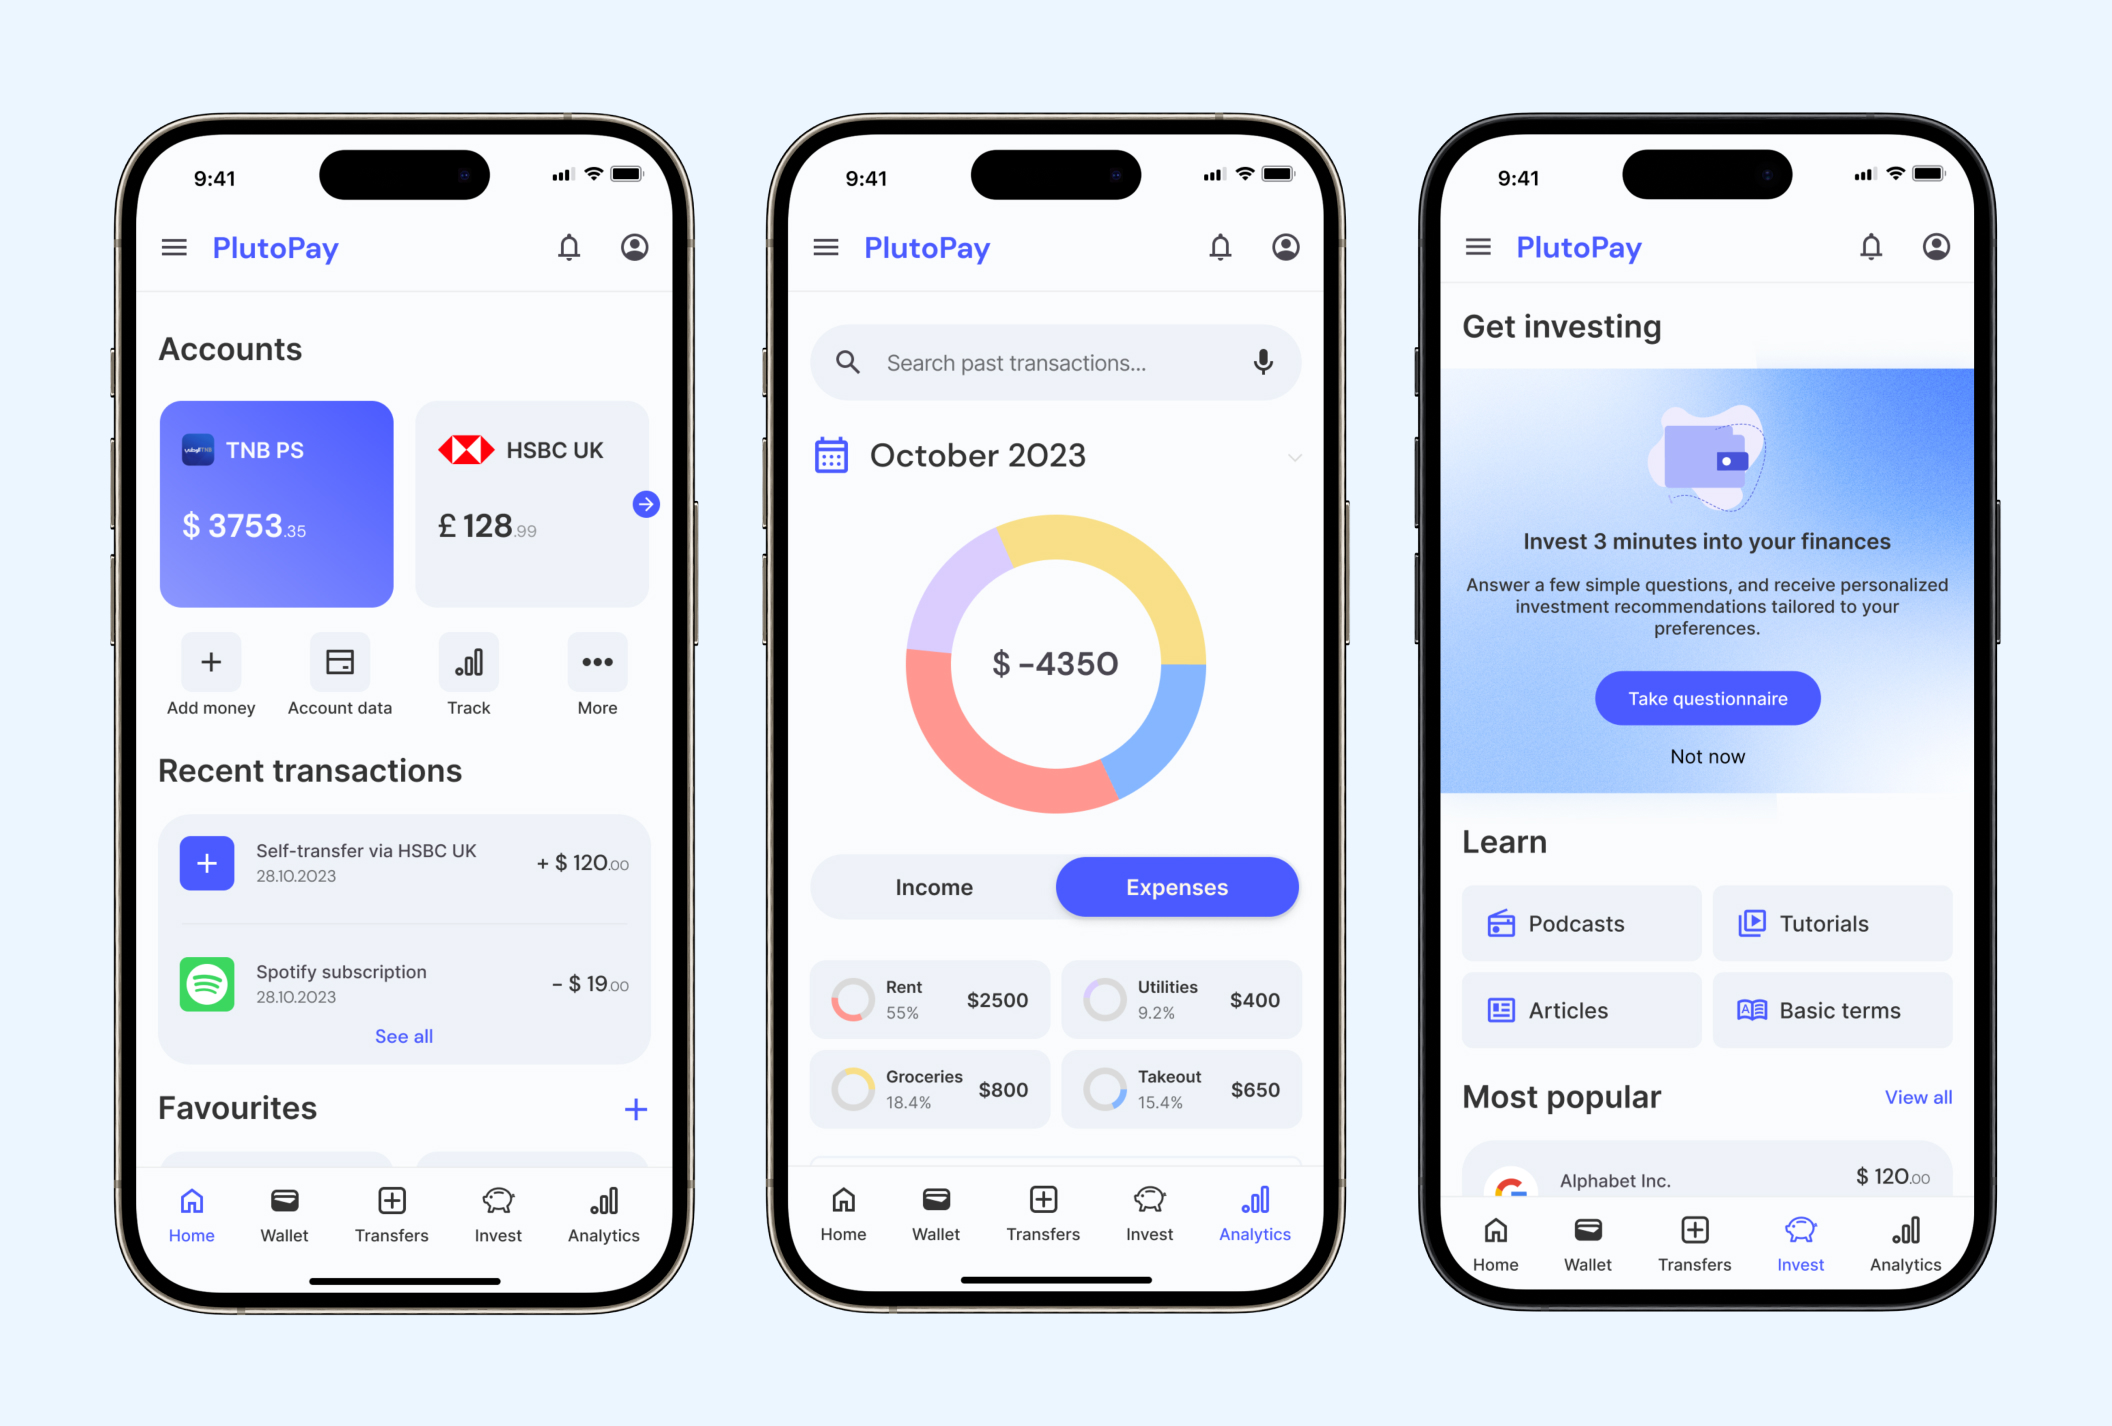 9:41
PlutoPay
Accounts
TNB PS
$ 3753.35
HSBC UK
£ 128.99
Add money
Account data
Track
More
Recent transactions
Self-transfer via HSBC UK
28.10.2023
+ $ 120.00
Spotify subscription
28.10.2023
- $ 19.00
See all
Favourites
Home
Wallet
Transfers
Invest
Analytics
9:41
PlutoPay
Search past transactions...
October 2023
$ -4350
Income
Expenses
Rent
55%
$2500
Utilities
9.2%
$400
Groceries
18.4%
$800
Takeout
15.4%
$650
Home
Wallet
Transfers
Invest
Analytics
9:41
PlutoPay
Get investing
Invest 3 minutes into your finances
Answer a few simple questions, and receive personalized
investment recommendations tailored to your
preferences.
Take questionnaire
Not now
Learn
Podcasts
Tutorials
Articles
Basic terms
Most popular
View all
Alphabet Inc.
$ 120.00
Home
Wallet
Transfers
Invest
Analytics